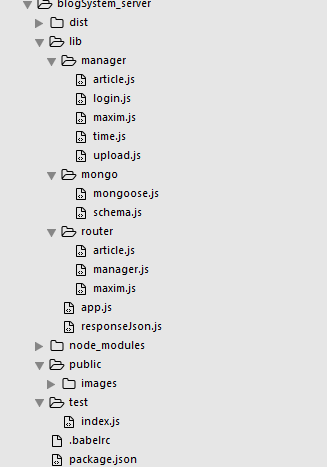 blogSystem_server
dist
lib
manager
article.js
login.js
maxim.js
time.js
upload.js
mongo
mongoose.js
schema.js
router
article.js
manager.js
maxim.js
app.js
responseJson.js
node_modules
public
images
test
index.js
.babelrc
package.json